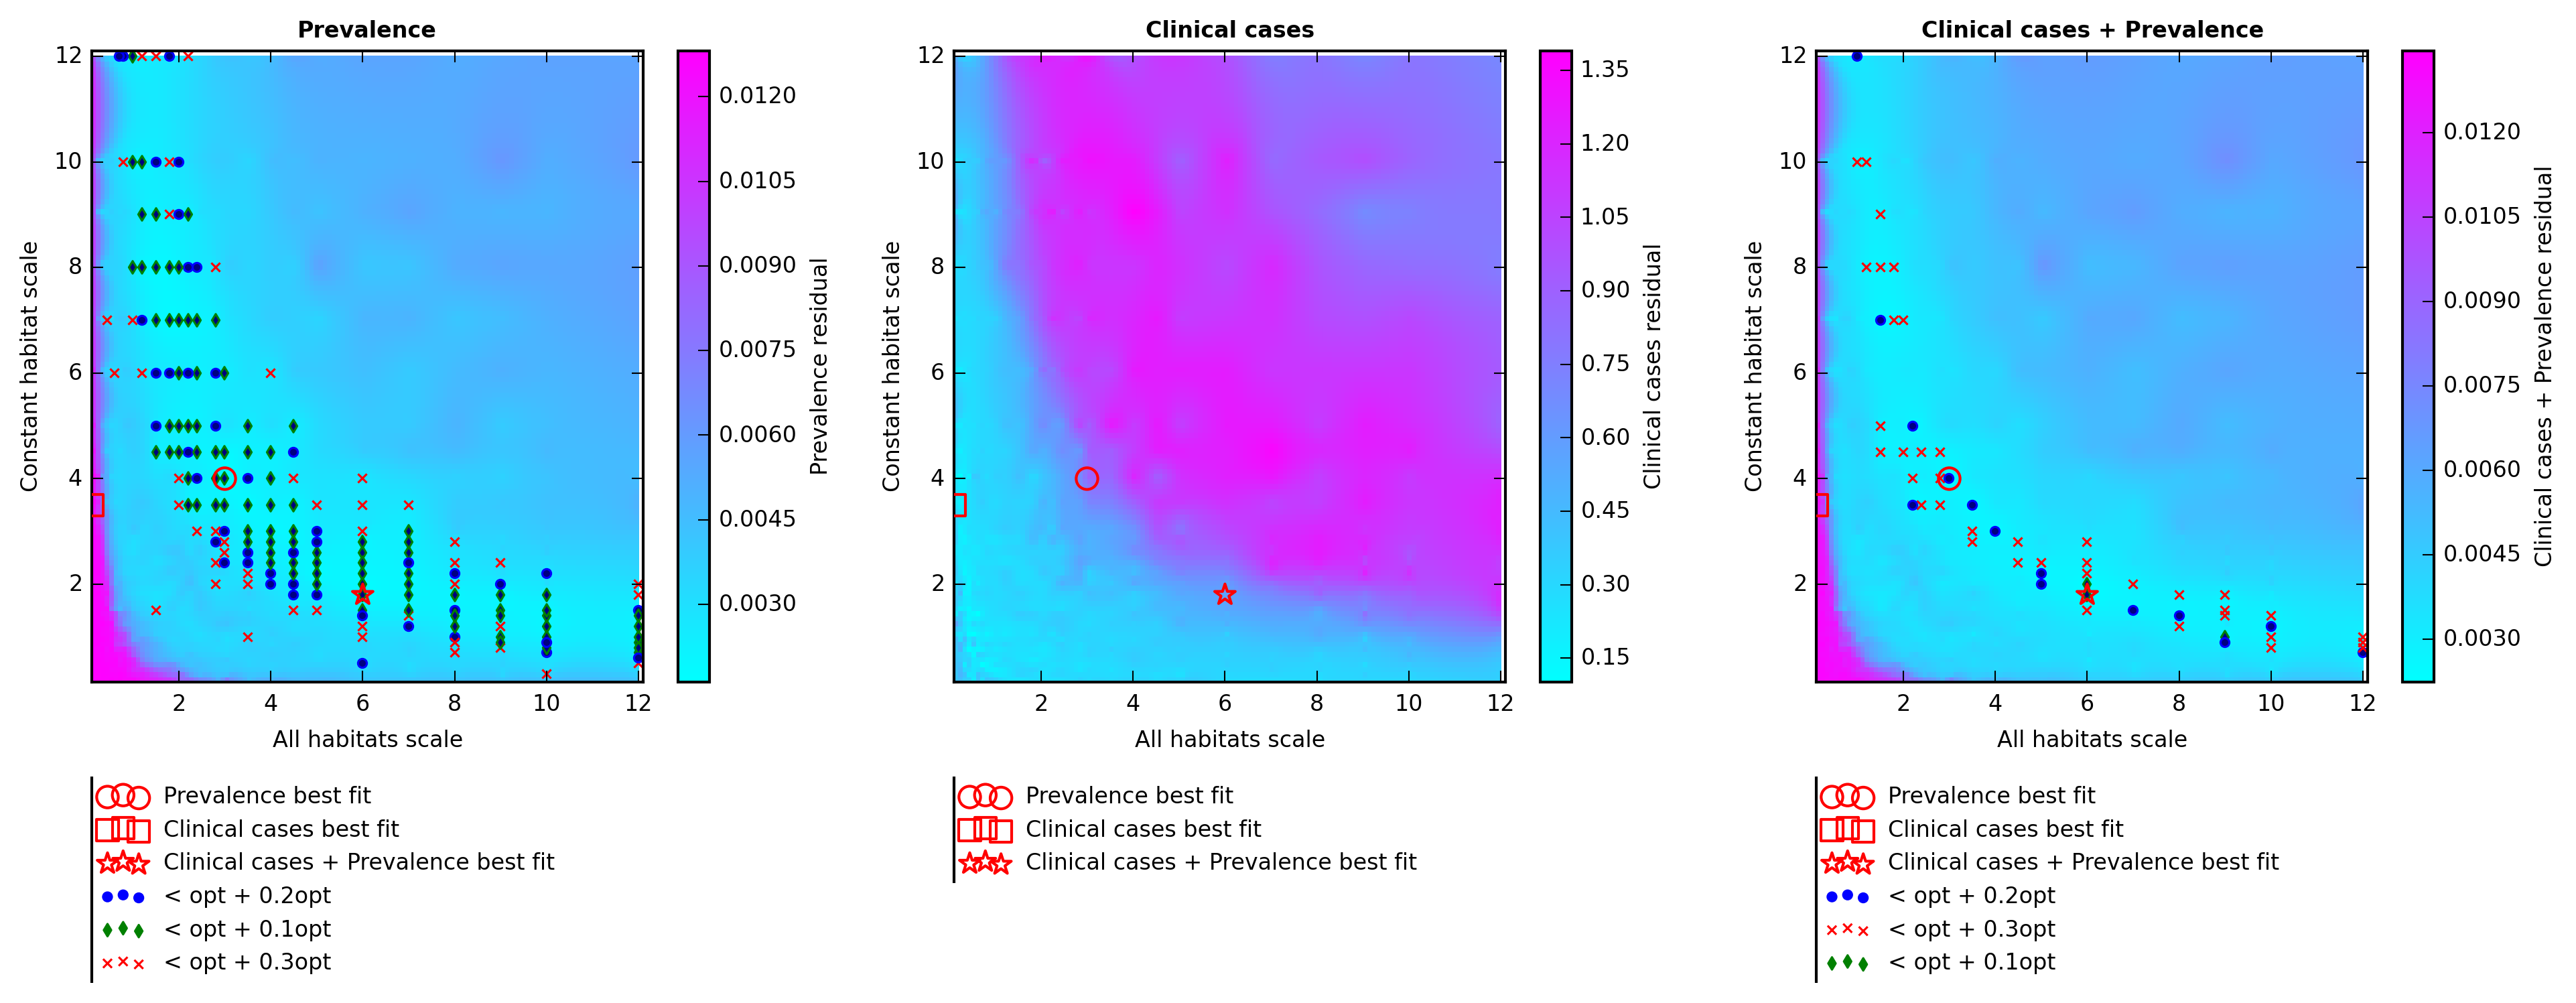 Prevalence
12
10
8
6
4
2
2 4 6 8 10 12
Constant habitat scale
All habitats scale
0.0120
0.0105
0.0090
0.0075
0.0060
0.0045
0.0030
Prevalence residual
Prevalence best fit
Clinical cases best fit
Clinical cases + Prevalence best fit
< opt + 0.2opt
< opt + 0.1opt
< opt + 0.3opt
Clinical cases
12
10
8
6
4
2
2 4 6 8 10 12
Constant habitat scale
All habitats scale
1.35
1.20
1.05
0.90
0.75
0.60
0.45
0.30
0.15
Clinical cases residual
Prevalence best fit
Clinical cases best fit
Clinical cases + Prevalence best fit
Clinical cases + Prevalence
12
10
8
6
4
2
2 4 6 8 10 12
Constant habitat scale
All habitats scale
0.0120
0.0105
0.0090
0.0075
0.0060
0.0045
0.0030
Clinical cases + Prevalence residual
Prevalence best fit
Clinical cases best fit
Clinical cases + Prevalence best fit
< opt + 0.2opt
< opt + 0.3opt
< opt + 0.1opt